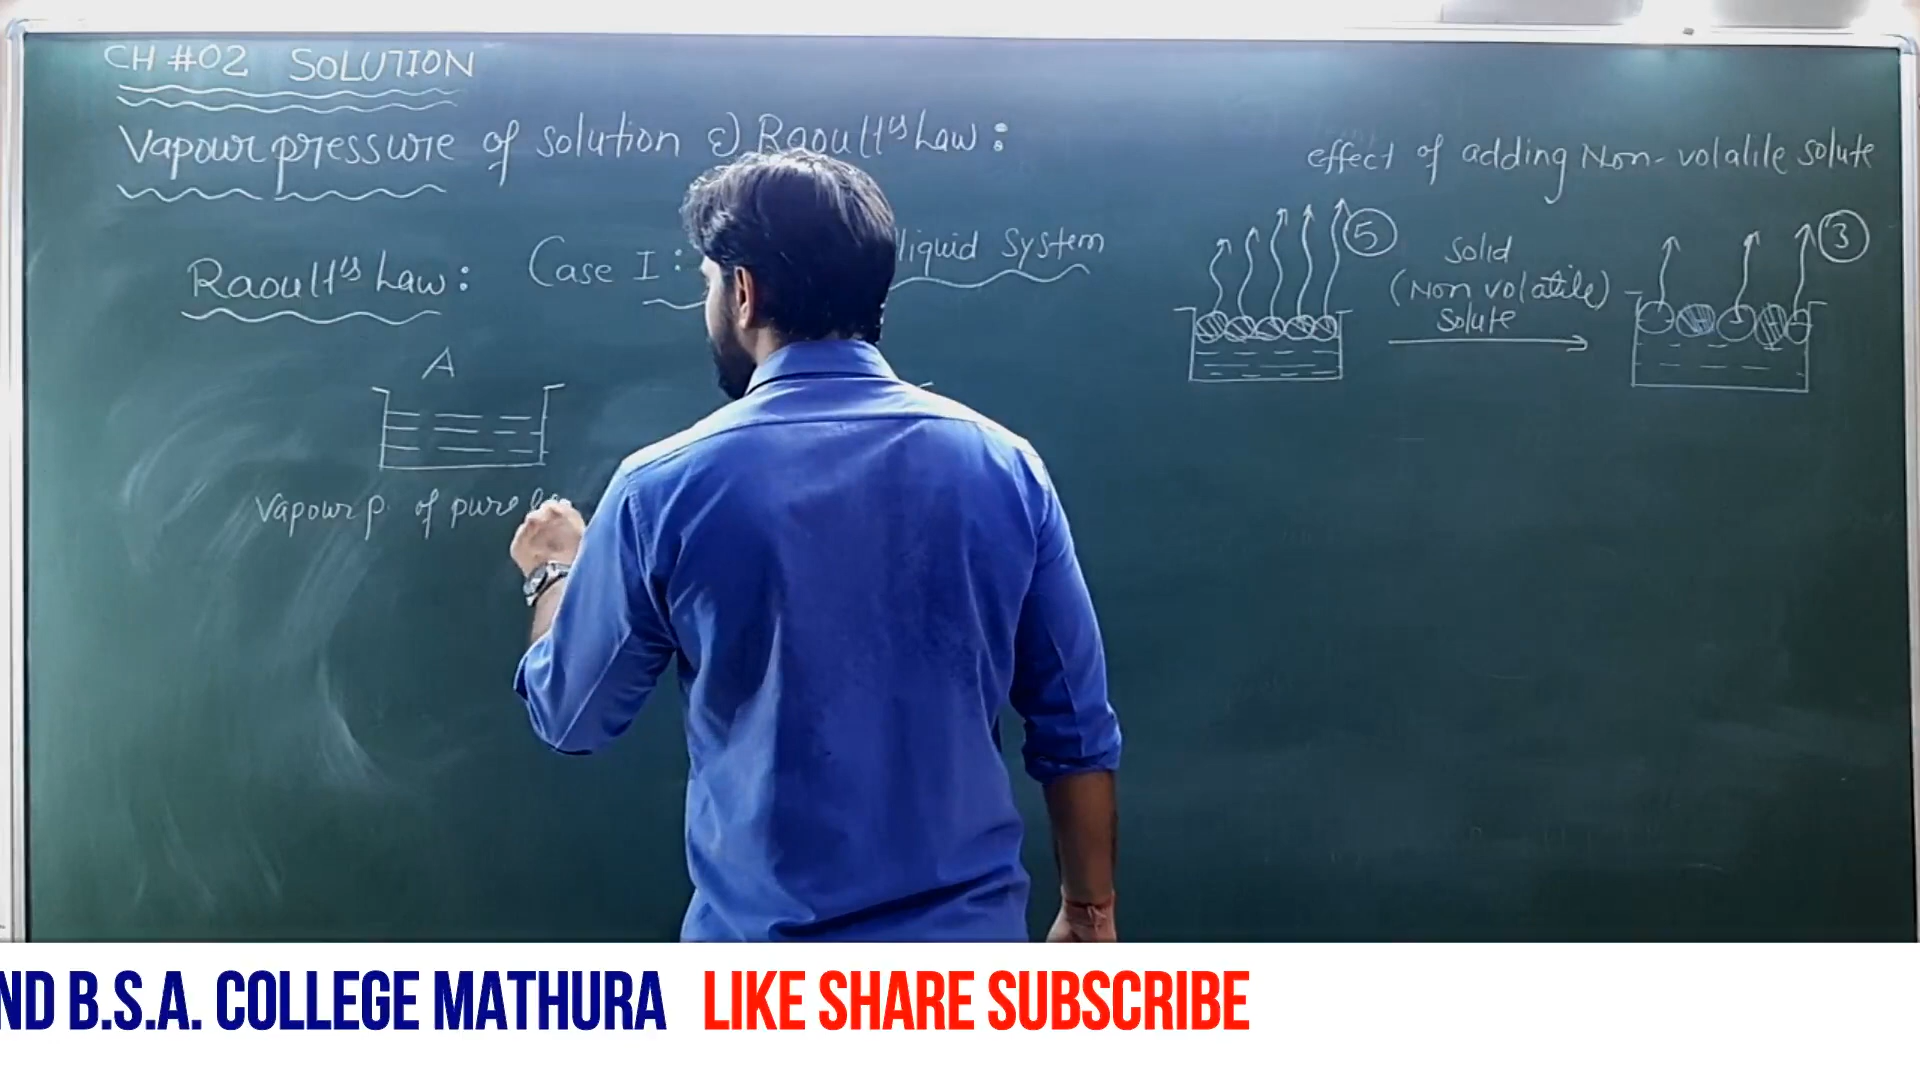 CH #02 SOLUTION
Vapour pressure of solution & Raoult's Law:
Raoult's Law: Case I: liquid System
A
Vapour p. of pure
effect of adding Non-volatile solute
5
Solid
(Non volatile)
Solute
3
ND B.S.A. COLLEGE MATHURA LIKE SHARE SUBSCRIBE